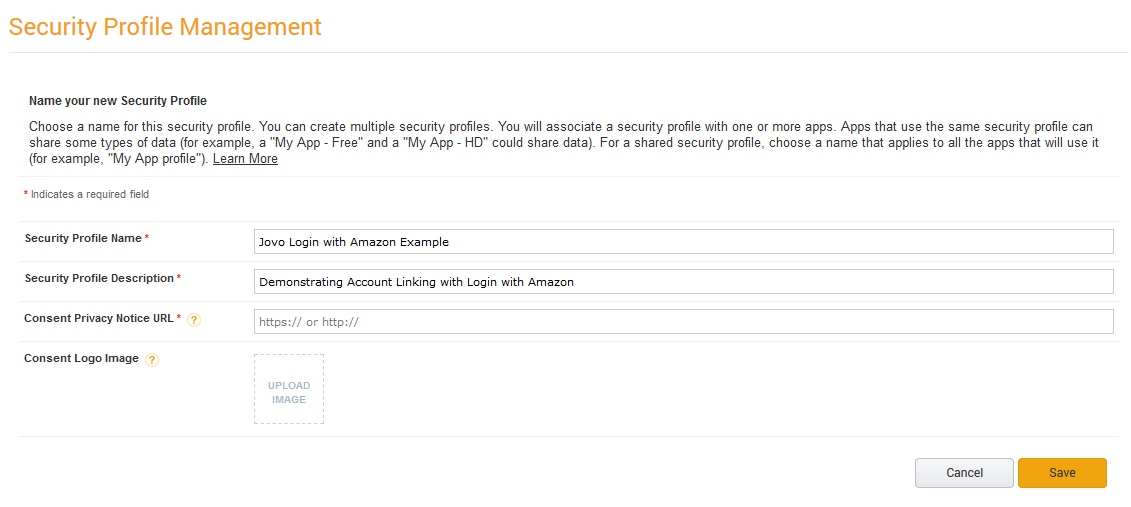 Security Profile Management
Name your new Security Profile
Choose a name for this security profile. You can create multiple security profiles. You will associate a security profile with one or more apps. Apps that use the same security profile can
share some types of data (for example, a "My App - Free" and a "My App - HD" could share data). For a shared security profile, choose a name that applies to all the apps that will use it
(for example, "My App profile"). Learn More
* Indicates a required field
Security Profile Name *
Jovo Login with Amazon Example
Security Profile Description *
Demonstrating Account Linking with Login with Amazon
Consent Privacy Notice URL * ?
https:// or http://
Consent Logo Image ?
UPLOAD
IMAGE
Cancel Save